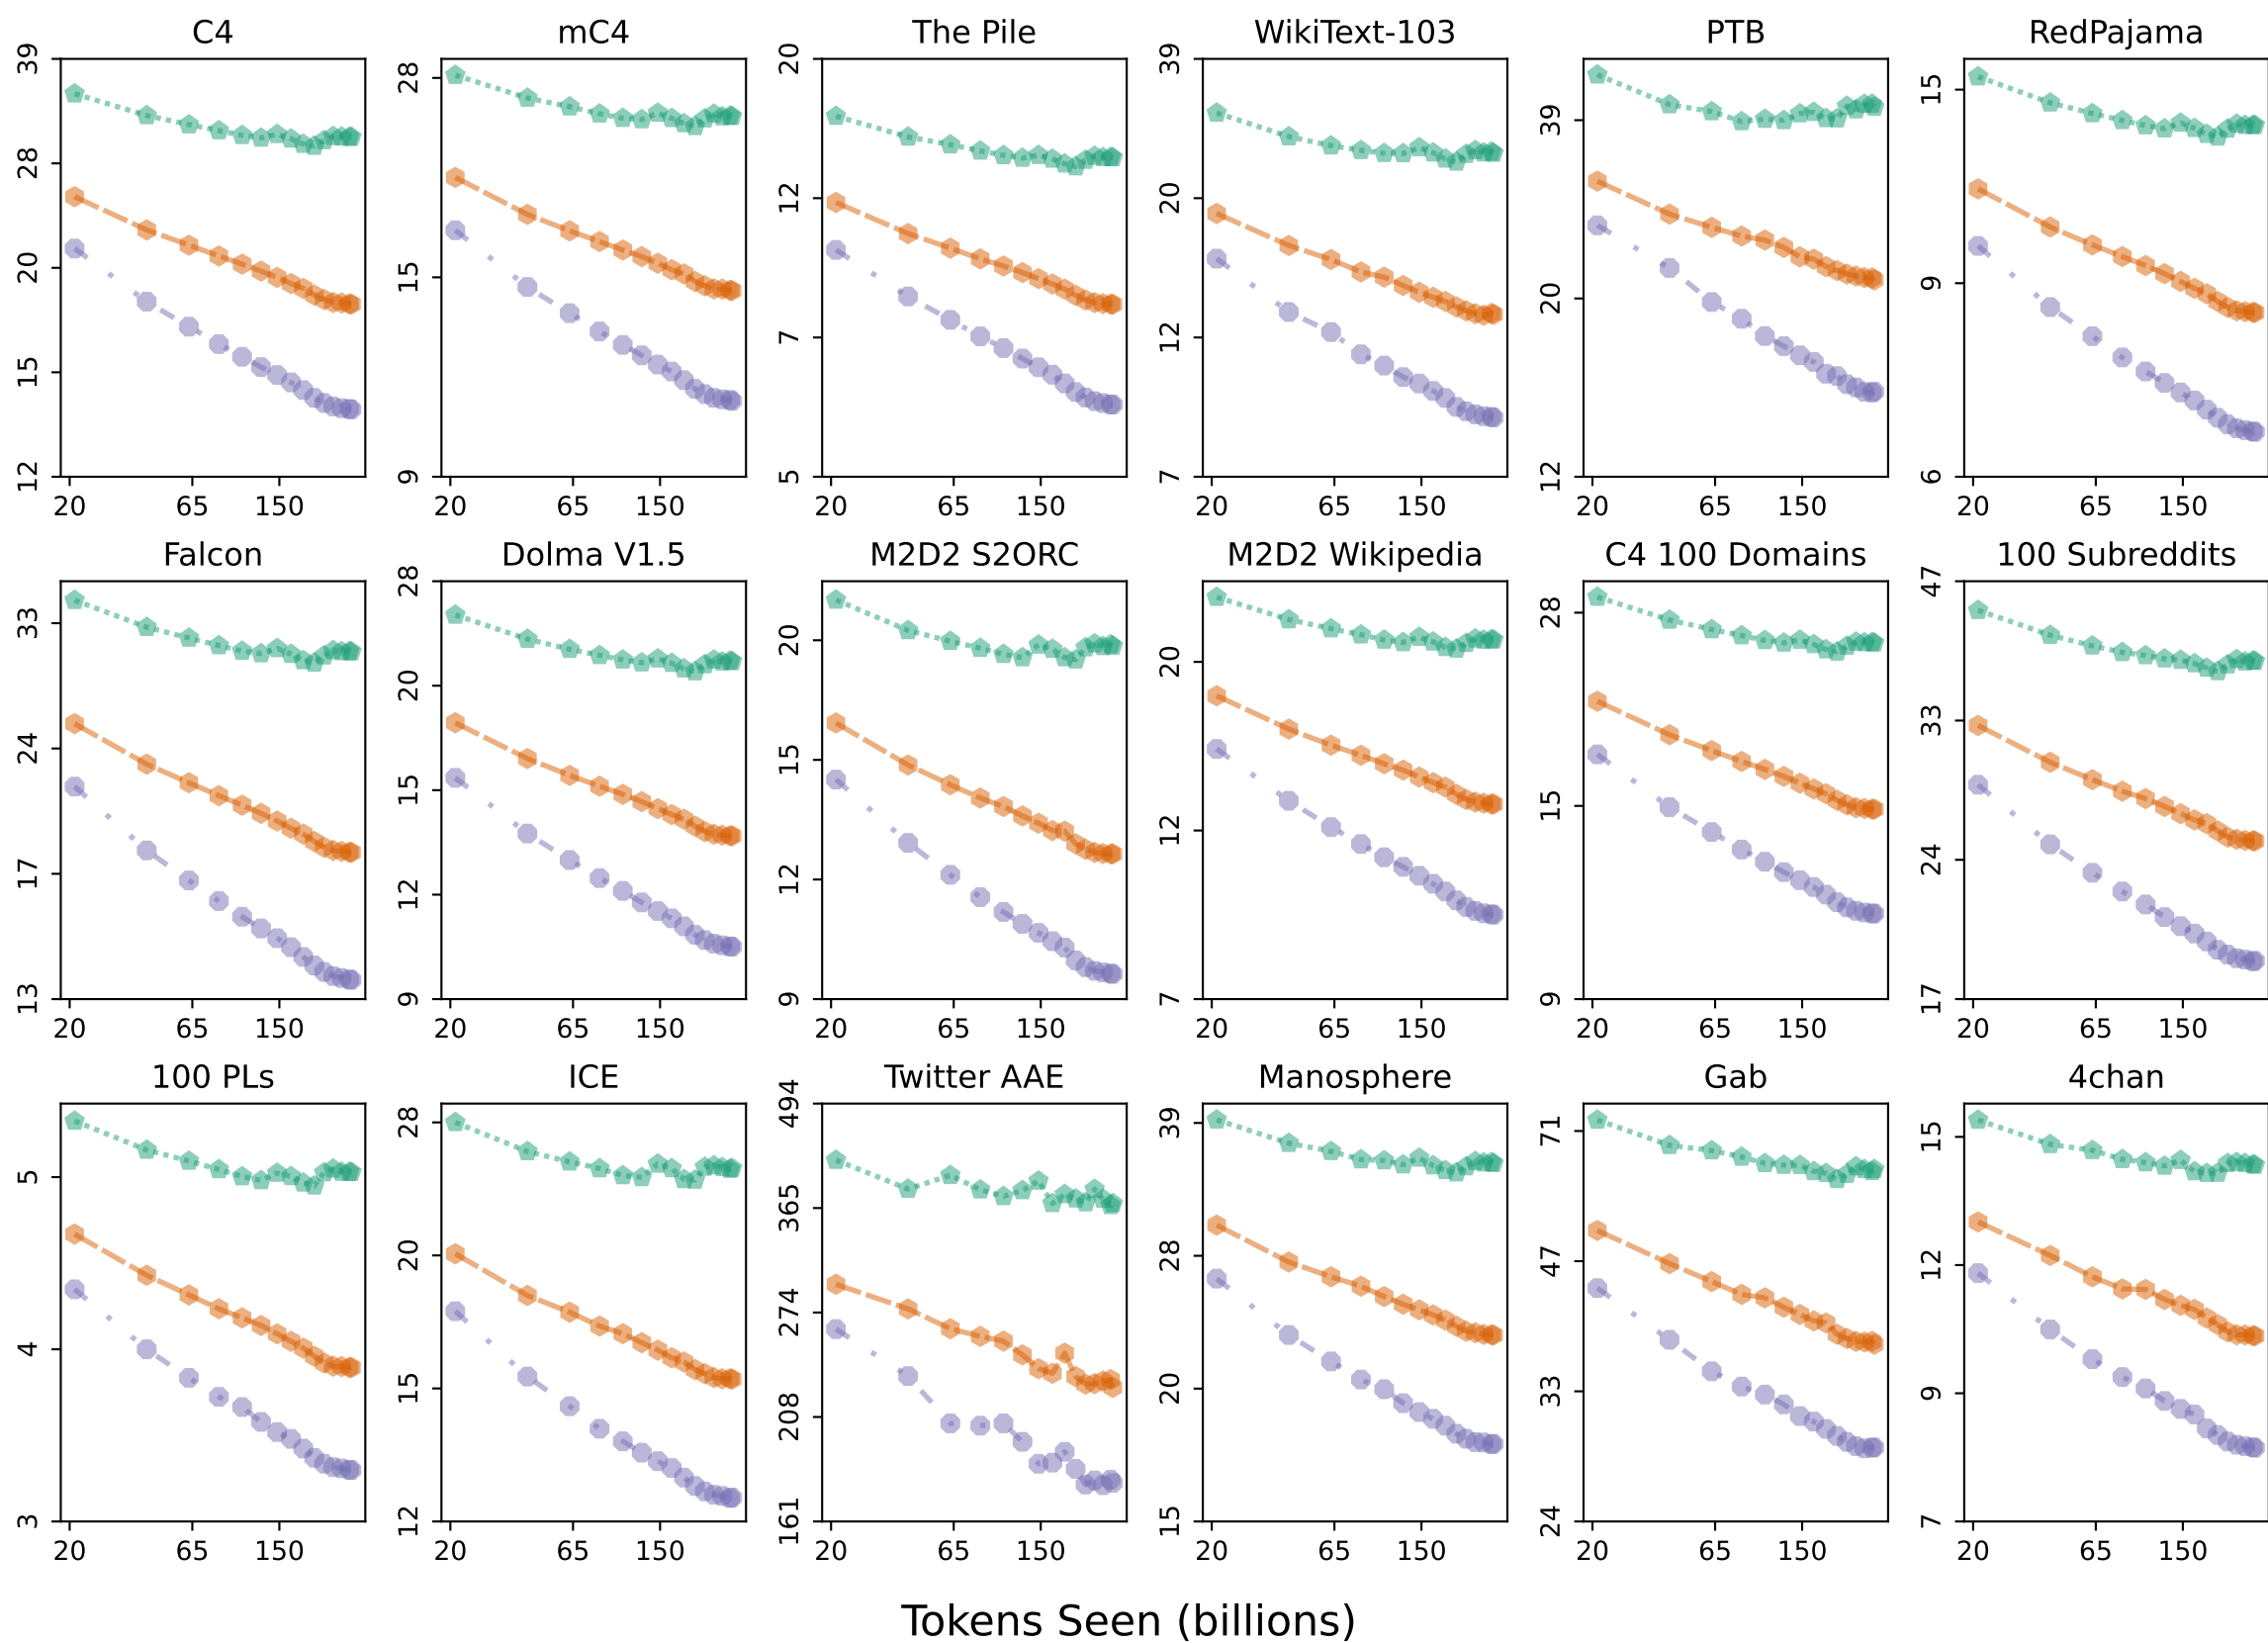 C4 mC4 The Pile WikiText-103 PTB RedPajama
39 28 20 15 12
28 15 9
20 12 7 5
39 20 12 7
39 20 12
15 9 6
20 65 150 20 65 150 20 65 150 20 65 150 20 65 150 20 65 150
Falcon Dolma V1.5 M2D2 S2ORC M2D2 Wikipedia C4 100 Domains 100 Subreddits
33 24 17 13
28 20 15 12 9
20 15 12 9
20 12 7
28 15 9
47 33 24 17
20 65 150 20 65 150 20 65 150 20 65 150 20 65 150 20 65 150
100 PLs ICE Twitter AAE Manosphere Gab 4chan
5 4 3
28 20 15 12
494 365 274 208 161
39 28 20 15
71 47 33 24
15 12 9 7
20 65 150 20 65 150 20 65 150 20 65 150 20 65 150 20 65 150
Tokens Seen (billions)